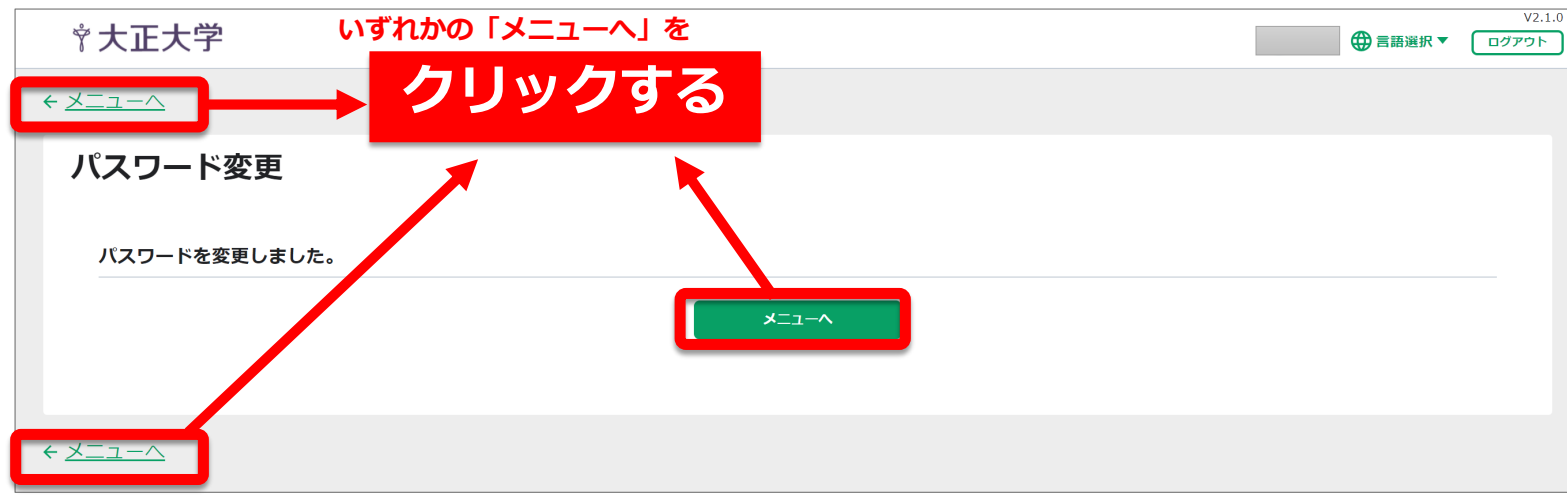 V2.1.0
大正大学
いずれかの「メニューへ」を
言語選択▼
ログアウト
クリックする
← メニューへ
パスワード変更
パスワードを変更しました。
メニューへ
← メニューへ